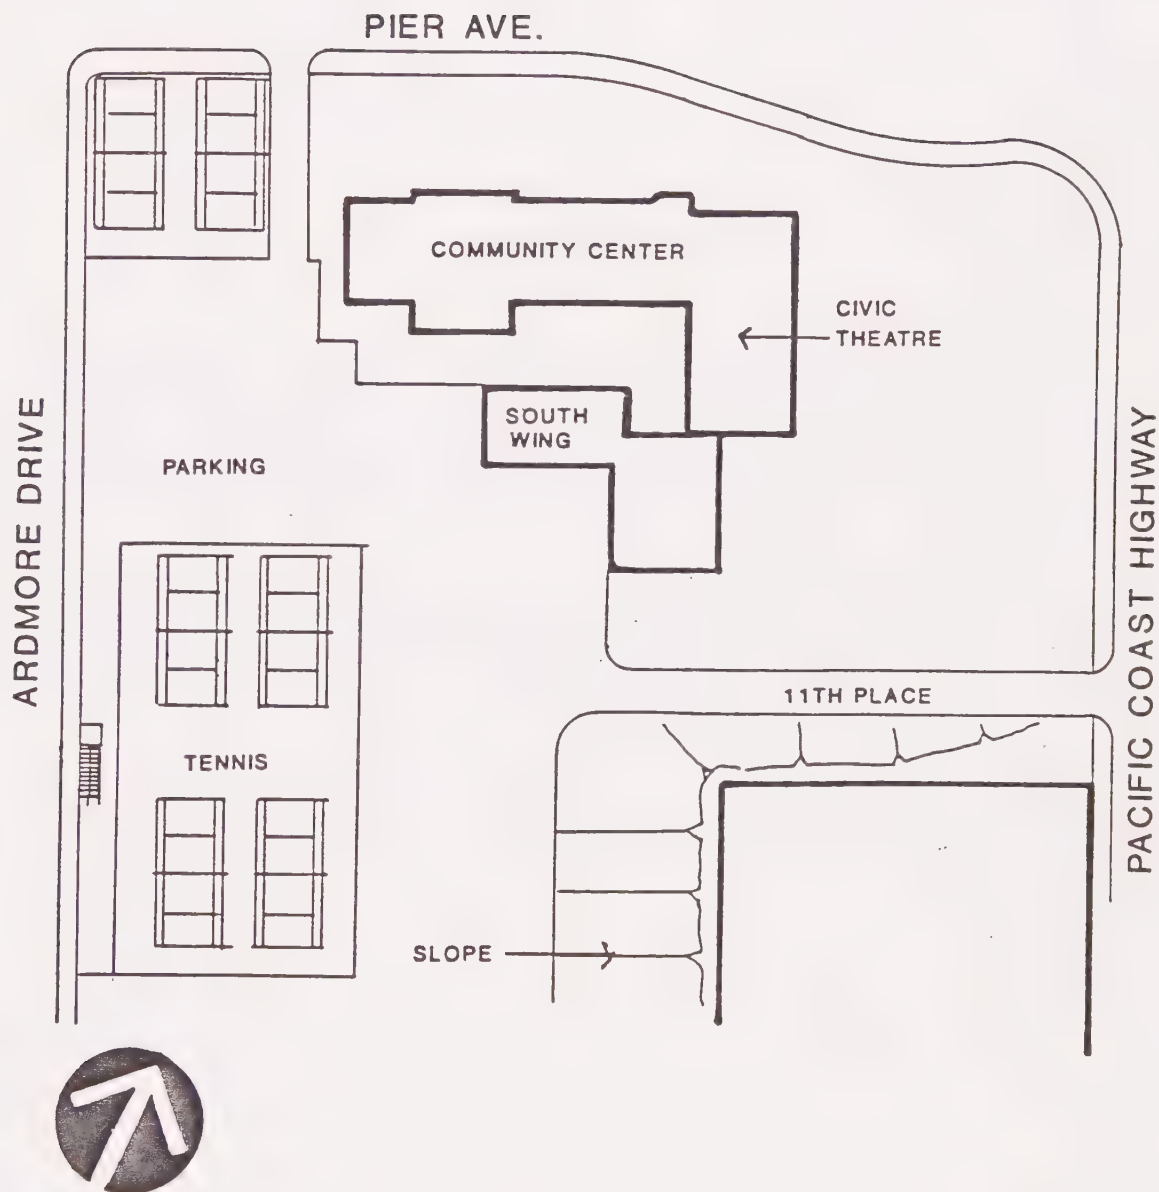 PIER AVE.
COMMUNITY CENTER
CIVIC
THEATRE
SOUTH
WING
ARDMORE DRIVE
PARKING
PACIFIC COAST HIGHWAY
11TH PLACE
TENNIS
SLOPE